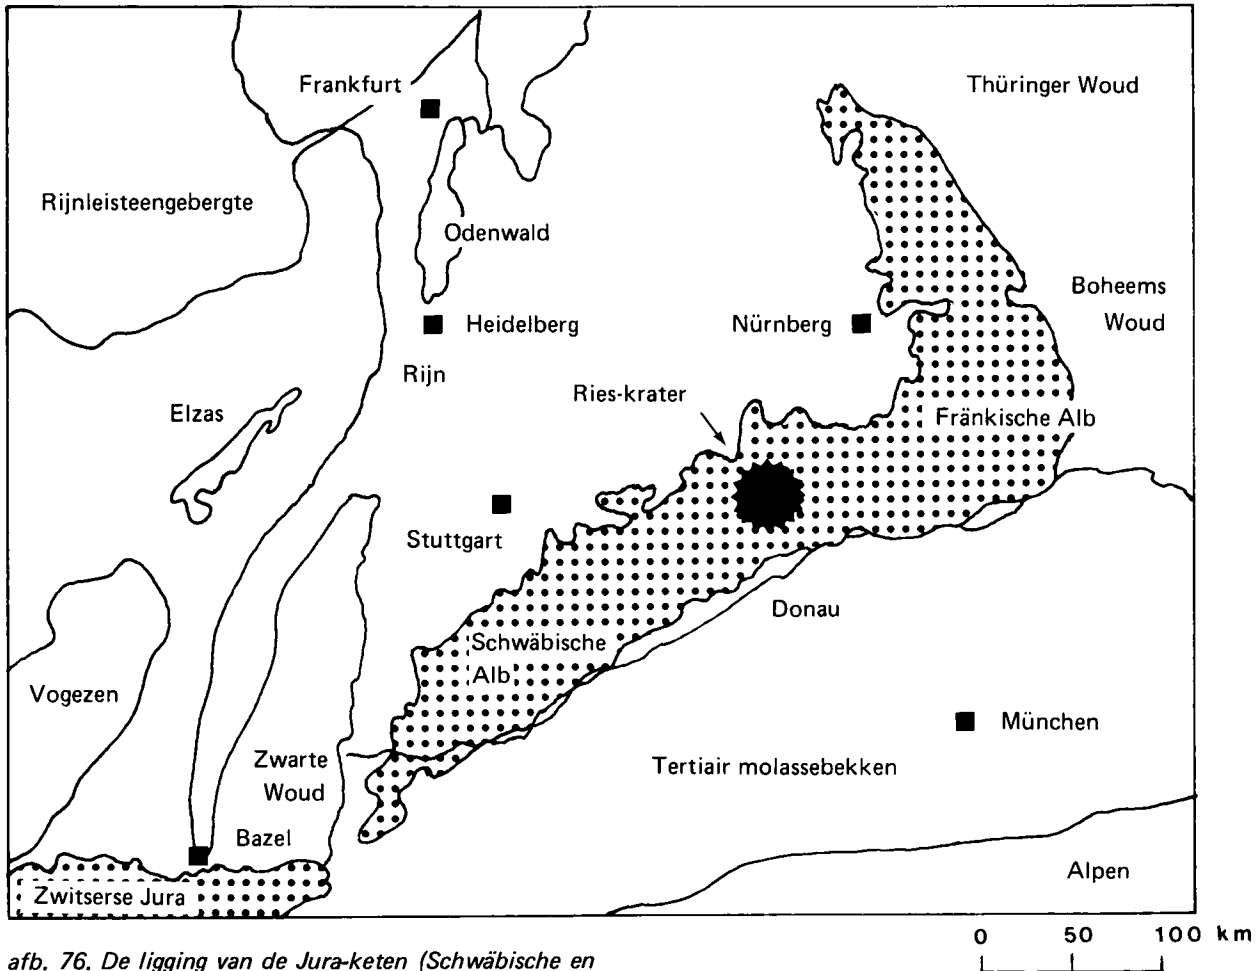 Frankfurt
Thüringer Woud
Rijnleisteengebergte
Odenwald
Boheems
Woud
Heidelberg
Nürnberg
Rijn
Ries-krater
Elzas
Fränkische Alb
Stuttgart
Donau
Schwäbische
Alb
Vogezen
München
Zwarte
Woud
Tertiair molassebekken
Bazel
Alpen
Zwitserse Jura
0 50 100 km
afb. 76. De ligging van de Jura-keten (Schwäbische en